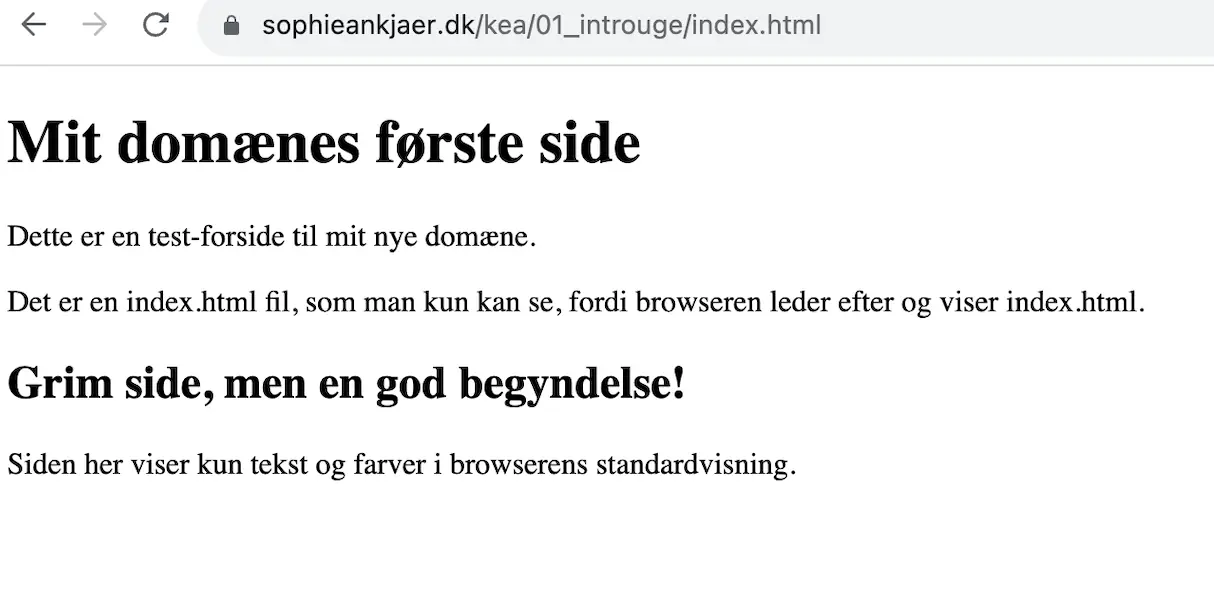 sophieankjaer.dk/kea/01_introuge/index.html
Mit domænes første side
Dette er en test-forside til mit nye domæne.
Det er en index.html fil, som man kun kan se, fordi browseren leder efter og viser index.html.
Grim side, men en god begyndelse!
Siden her viser kun tekst og farver i browserens standardvisning.